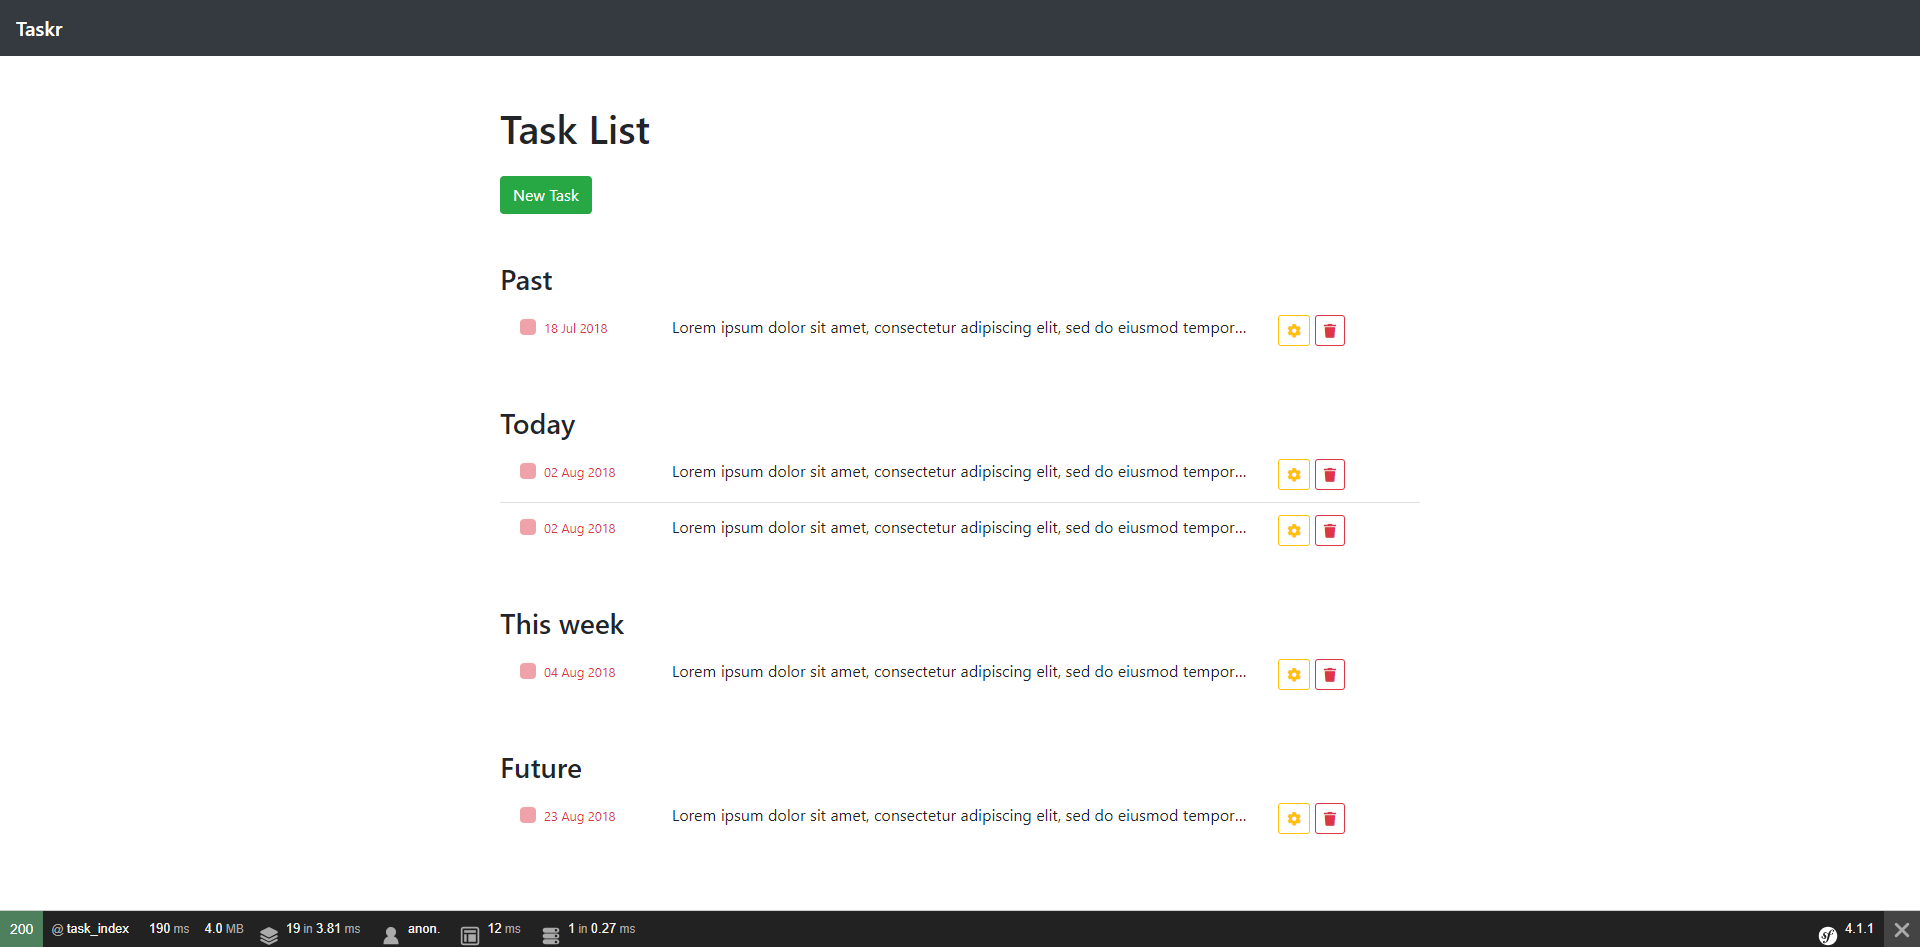 Taskr
Task List
New Task
Past
18 Jul 2018 Lorem ipsum dolor sit amet, consectetur adipiscing elit, sed do eiusmod tempor...
Today
02 Aug 2018 Lorem ipsum dolor sit amet, consectetur adipiscing elit, sed do eiusmod tempor...
02 Aug 2018 Lorem ipsum dolor sit amet, consectetur adipiscing elit, sed do eiusmod tempor...
This week
04 Aug 2018 Lorem ipsum dolor sit amet, consectetur adipiscing elit, sed do eiusmod tempor...
Future
23 Aug 2018 Lorem ipsum dolor sit amet, consectetur adipiscing elit, sed do eiusmod tempor...
200 @ task_index 190 ms 4.0 MB 19 in 3.81 ms anon. 12 ms 1 in 0.27 ms sf 4.1.1